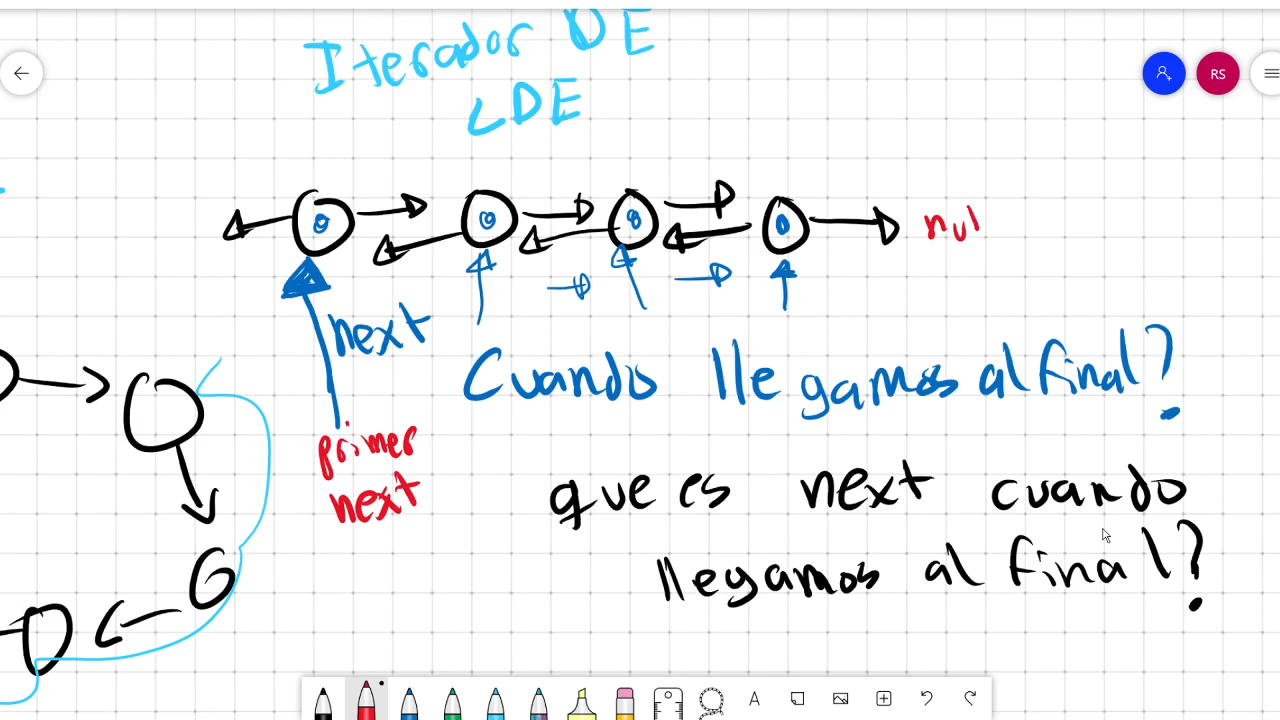 Iterador DE
LDE
RS
nul
next
Cuando llegamos al final?
primer
next
que es next cuando
llegamos al final?
A